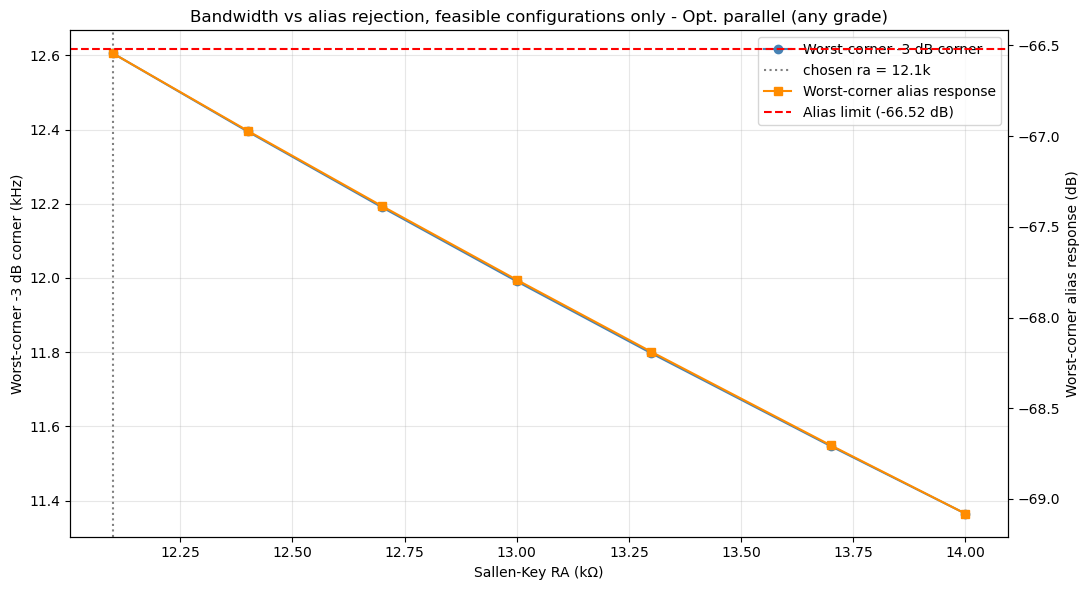 Bandwidth vs alias rejection, feasible configurations only - Opt. parallel (any grade)
Worst-corner -3 dB corner (kHz)
12.6
12.4
12.2
12.0
11.8
11.6
11.4
Worst-corner -3 dB corner
chosen ra = 12.1k
Worst-corner alias response
Alias limit (-66.52 dB)
−66.5
−67.0
−67.5
−68.0
−68.5
−69.0
Worst-corner alias response (dB)
12.25
12.50
12.75
13.00
13.25
13.50
13.75
14.00
Sallen-Key RA (kΩ)